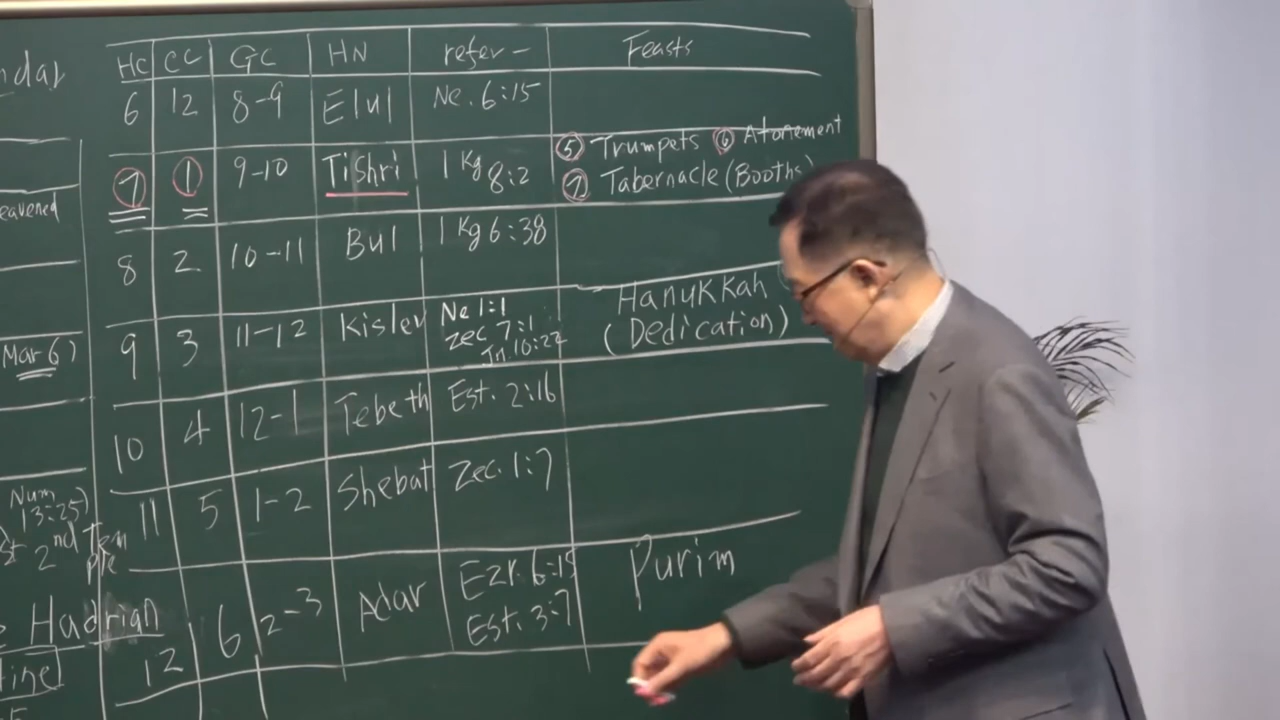 ndar
eavened
Mar 6)
Num
13:25)
st 2nd Tem
ple
Hadrian
HC CC GC HN refer- Feasts
6 12 8-9 Elul Ne. 6:15
7 1 9-10 Tishri 1 Kg 8:2 ⑤ Trumpets ⑥ Atonement
⑦ Tabernacle (Booths)
8 2 10-11 Bul 1 Kg 6:38
9 3 11-12 Kislev Ne 1:1 Hanukkah
Zec 7:1 (Dedication)
Jn. 10:22
10 4 12-1 Tebeth Est. 2:16
11 5 1-2 Shebat Zec. 1:7
12 6 2-3 Adar Ezr. 6:15 Purim
Est. 3:7